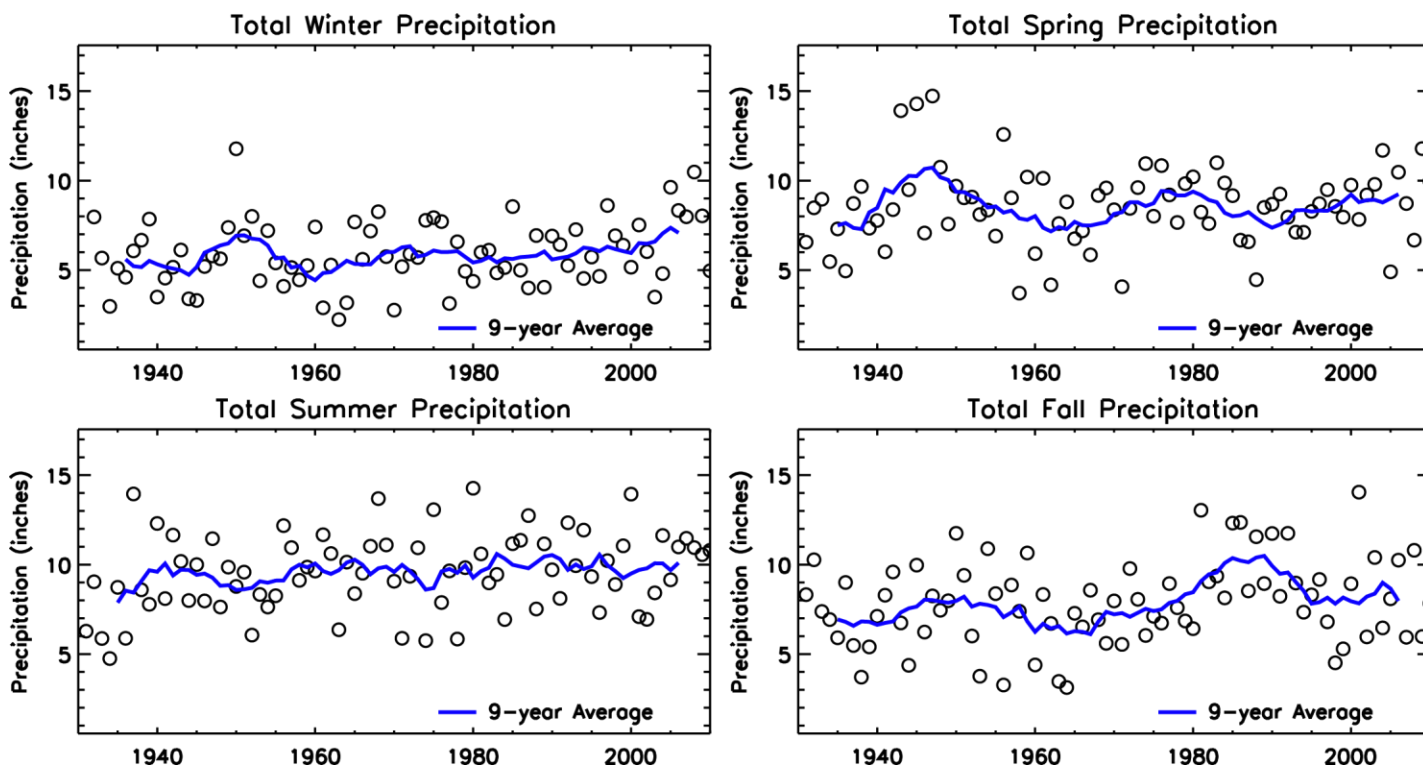 Total Winter Precipitation
Precipitation (inches)
15
10
5
9-year Average
1940 1960 1980 2000
Total Spring Precipitation
Precipitation (inches)
15
10
5
9-year Average
1940 1960 1980 2000
Total Summer Precipitation
Precipitation (inches)
15
10
5
9-year Average
1940 1960 1980 2000
Total Fall Precipitation
Precipitation (inches)
15
10
5
9-year Average
1940 1960 1980 2000